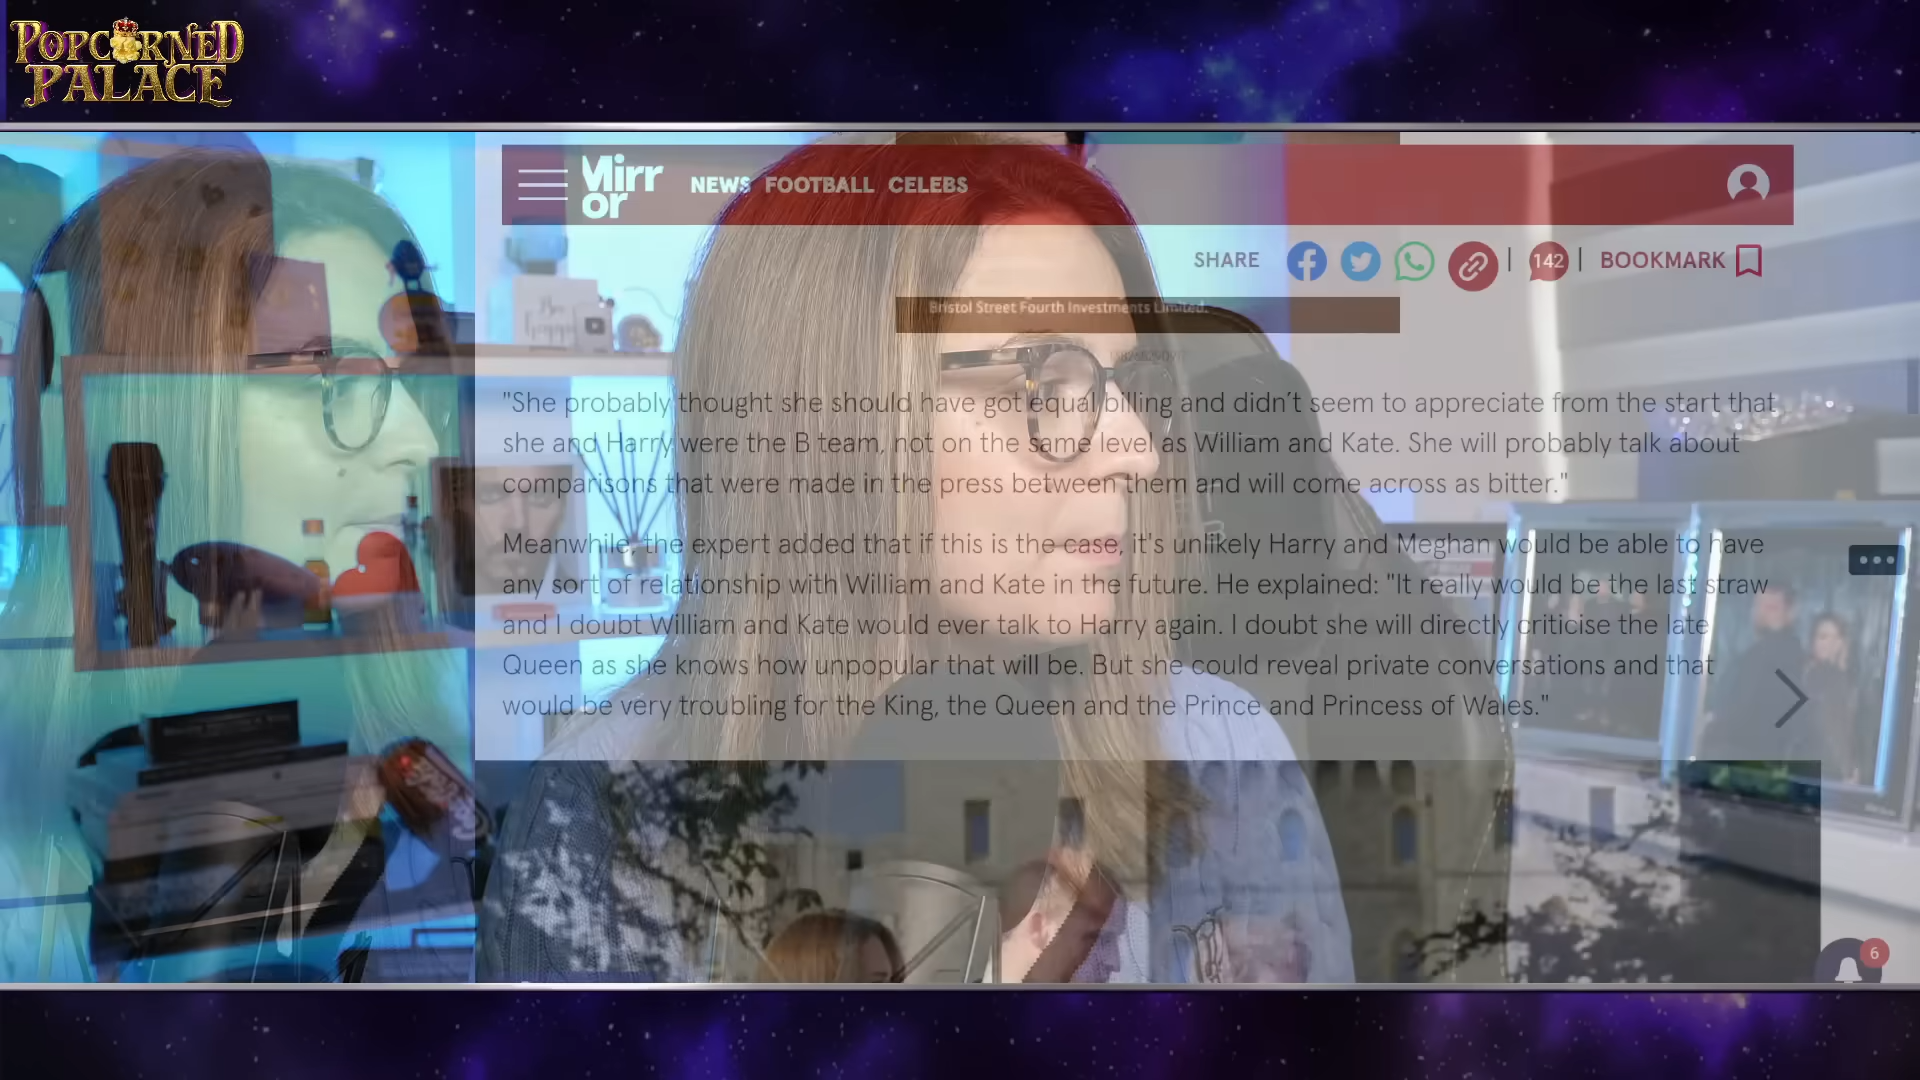 POPCORNED
PALACE
Mirr
or
NEWS FOOTBALL CELEBS
SHARE
142
BOOKMARK
Bristol Street Fourth Investments Limited.
"She probably thought she should have got equal billing and didn't seem to appreciate from the start that
she and Harry were the B team, not on the same level as William and Kate. She will probably talk about
comparisons that were made in the press between them and will come across as bitter."
Meanwhile, the expert added that if this is the case, it's unlikely Harry and Meghan would be able to have
any sort of relationship with William and Kate in the future. He explained: "It really would be the last straw
and I doubt William and Kate would ever talk to Harry again. I doubt she will directly criticise the late
Queen as she knows how unpopular that will be. But she could reveal private conversations and that
would be very troubling for the King, the Queen and the Prince and Princess of Wales."
6